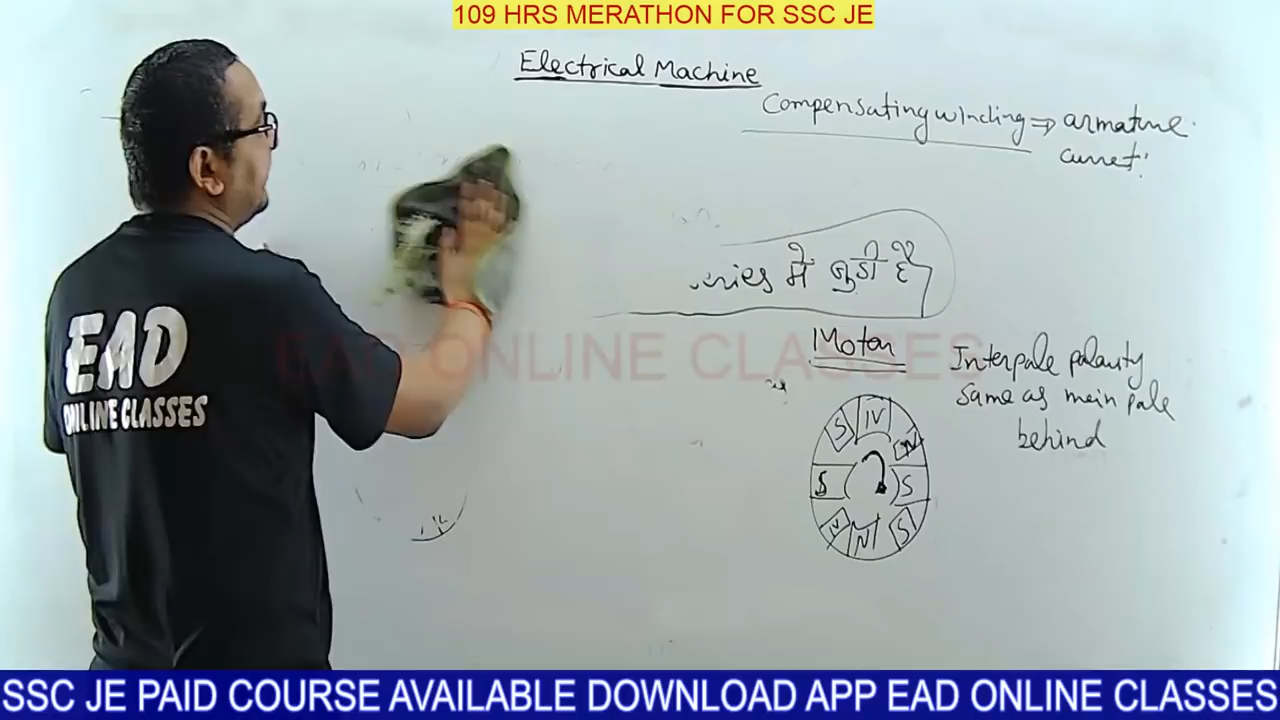 109 HRS MERATHON FOR SSC JE
Electrical Machine
Compensating winding ⇒ armature
current
ries में जुडी है
EAD
ONLINE CLASSES
EAD ONLINE CLASSES
Motor
Interpole polarity
same as main pole
behind
S N N
S S
N N S
SSC JE PAID COURSE AVAILABLE DOWNLOAD APP EAD ONLINE CLASSES